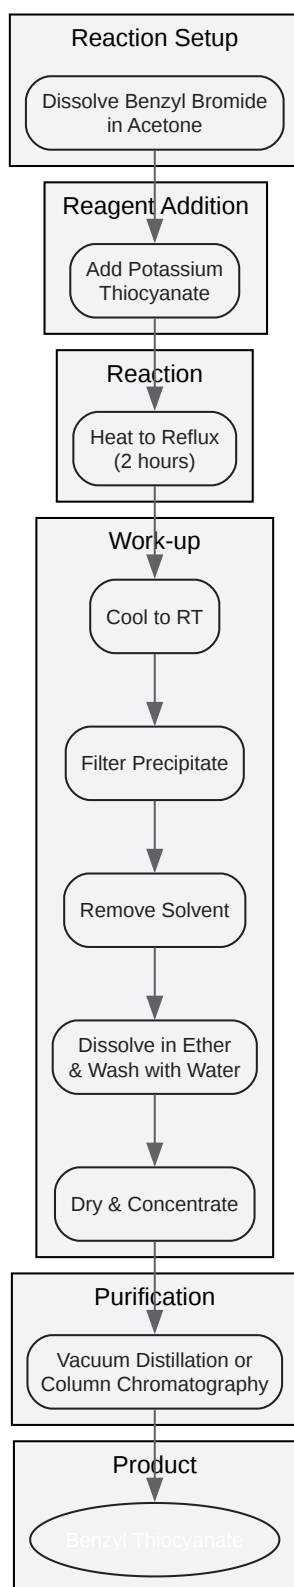 Reaction Setup
Dissolve Benzyl Bromide
in Acetone
Reagent Addition
Add Potassium
Thiocyanate
Reaction
Heat to Reflux
(2 hours)
Work-up
Cool to RT
Filter Precipitate
Remove Solvent
Dissolve in Ether
& Wash with Water
Dry & Concentrate
Purification
Vacuum Distillation or
Column Chromatography
Product
Benzyl Thiocyanate